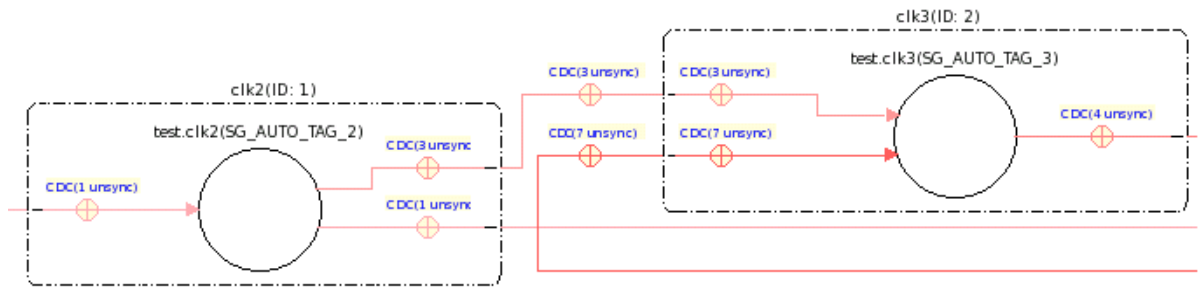 clk3(ID: 2)
test.clk3(SG_AUTO_TAG_3)
CDC(3 unsync)
CDC(3 unsync)
clk2(ID: 1)
CDC(4 unsync)
test.clk2(SG_AUTO_TAG_2)
CDC(7 unsync)
CDC(7 unsync)
CDC(3 unsync
CDC(1 unsync)
CDC(1 unsync